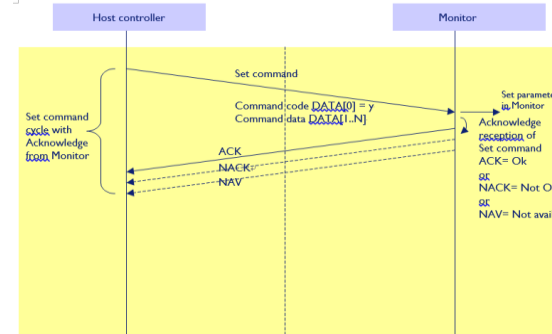 Host controller
Monitor
Set command
Command code DATA[0] = y
Command data DATA[1..N]
Set command
cycle with
Acknowledge
from Monitor
ACK
NACK
NAV
Set paramete
in Monitor
Acknowledge
reception of
Set command
ACK= Ok
or
NACK= Not O
or
NAV= Not avai